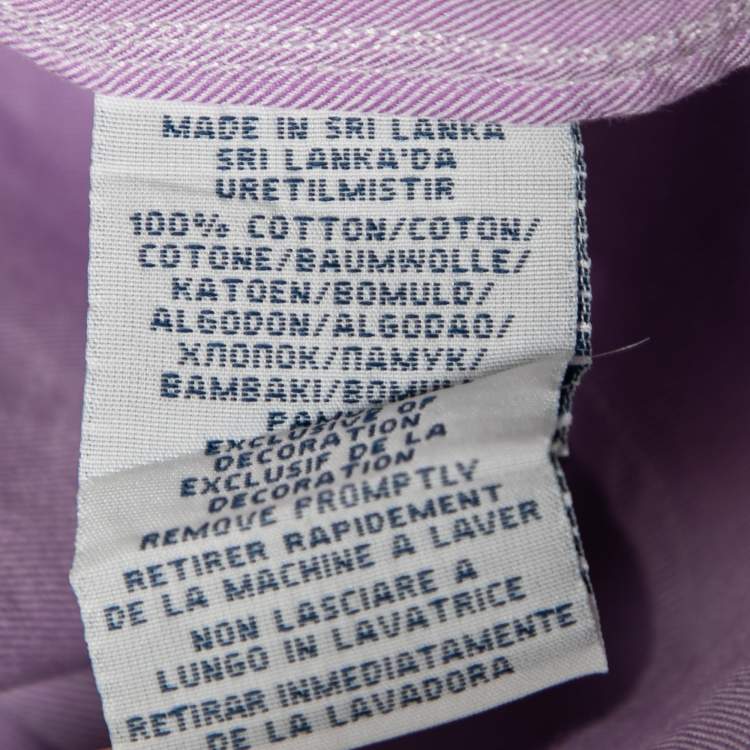 MADE IN SRI LANKA
SRI LANKA'DA
URETILMISTIR
100% COTTON/COTON/
COTONE/BAUMWOLLE/
KATOEN/BOMULD/
ALGODON/ALGODAO/
ХЛОПОК/ПАМУК/
BAMBAKI/BOMULL
EXCLUSIVE OF
DECORATION
EXCLUSIF DE LA
DECORATION
REMOVE PROMPTLY
RETIRER RAPIDEMENT
DE LA MACHINE A LAVER
NON LASCIARE A
LUNGO IN LAVATRICE
RETIRAR INMEDIATAMENTE
DE LA LAVADORA